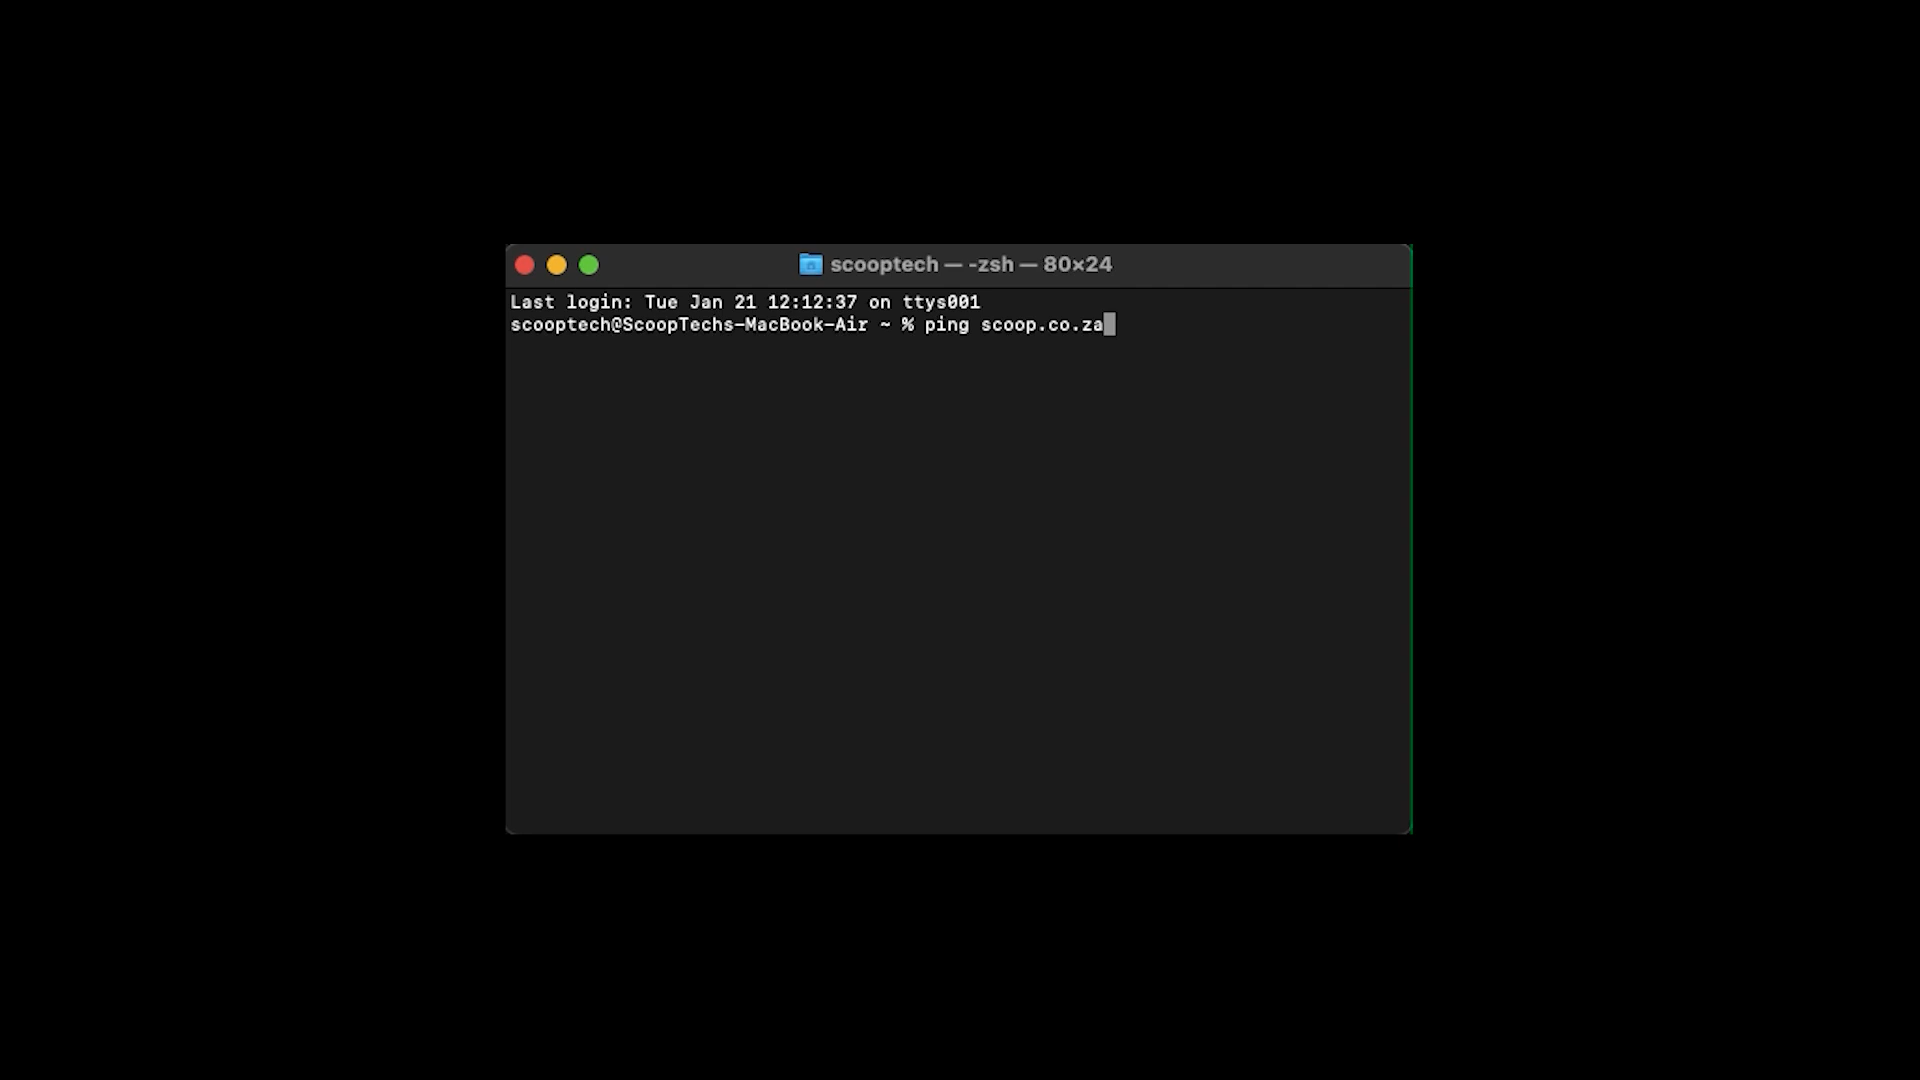 scooptech — -zsh — 80×24
Last login: Tue Jan 21 12:12:37 on ttys001
scooptech@ScoopTechs-MacBook-Air ~ % ping scoop.co.za